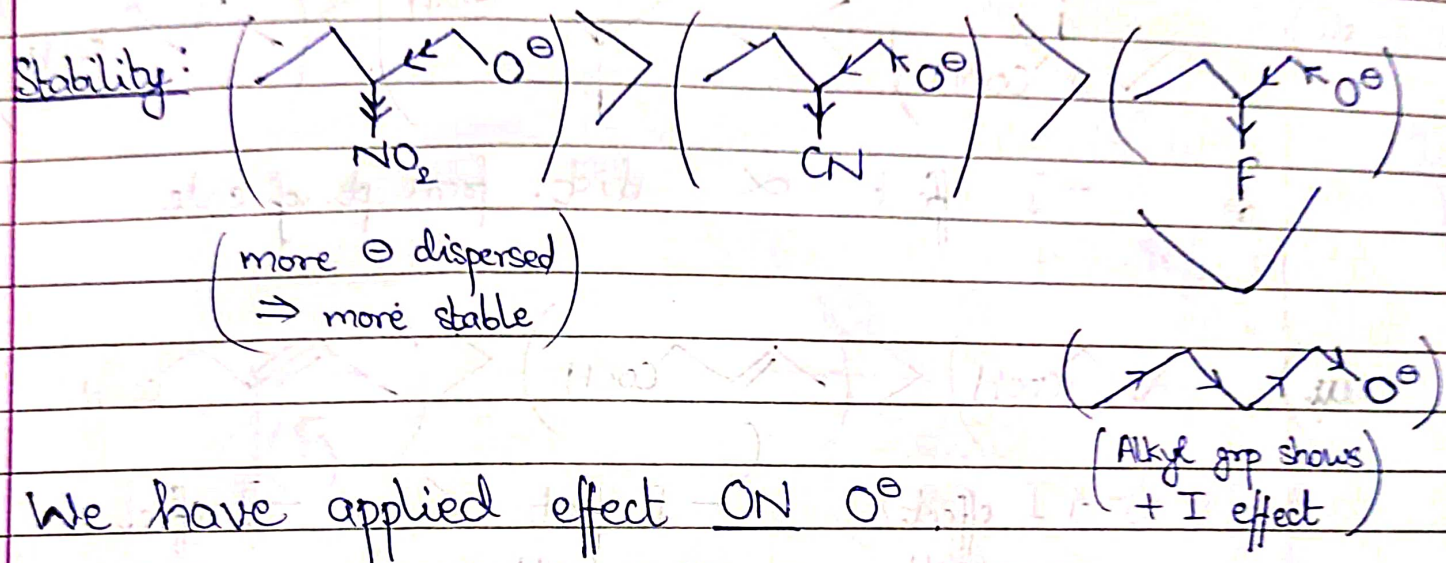 Stability: ( O⊖ ) > ( O⊖ ) > ( O⊖ )
NO₂ CN F
(more ⊖ dispersed
⇒ more stable)
( O⊖ )
(Alkyl grp shows
+ I effect)
We have applied effect ON O⊖.